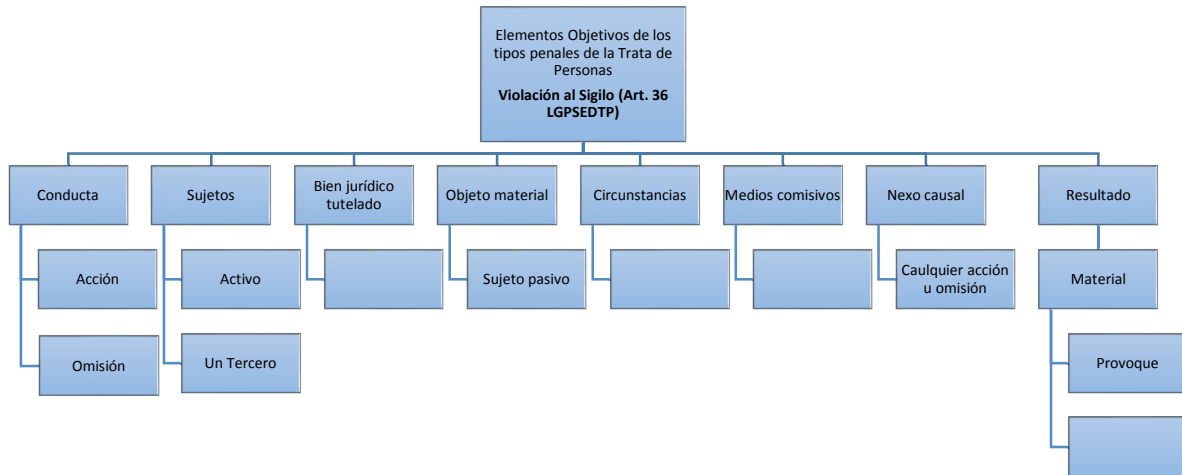 Elementos Objetivos de los
tipos penales de la Trata de
Personas
Violación al Sigilo (Art. 36
LGPSEDTP)
Conducta
Sujetos
Bien jurídico
tutelado
Objeto material
Circunstancias
Medios comisivos
Nexo causal
Resultado
Acción
Activo
Sujeto pasivo
Caulquier acción
u omisión
Material
Omisión
Un Tercero
Provoque